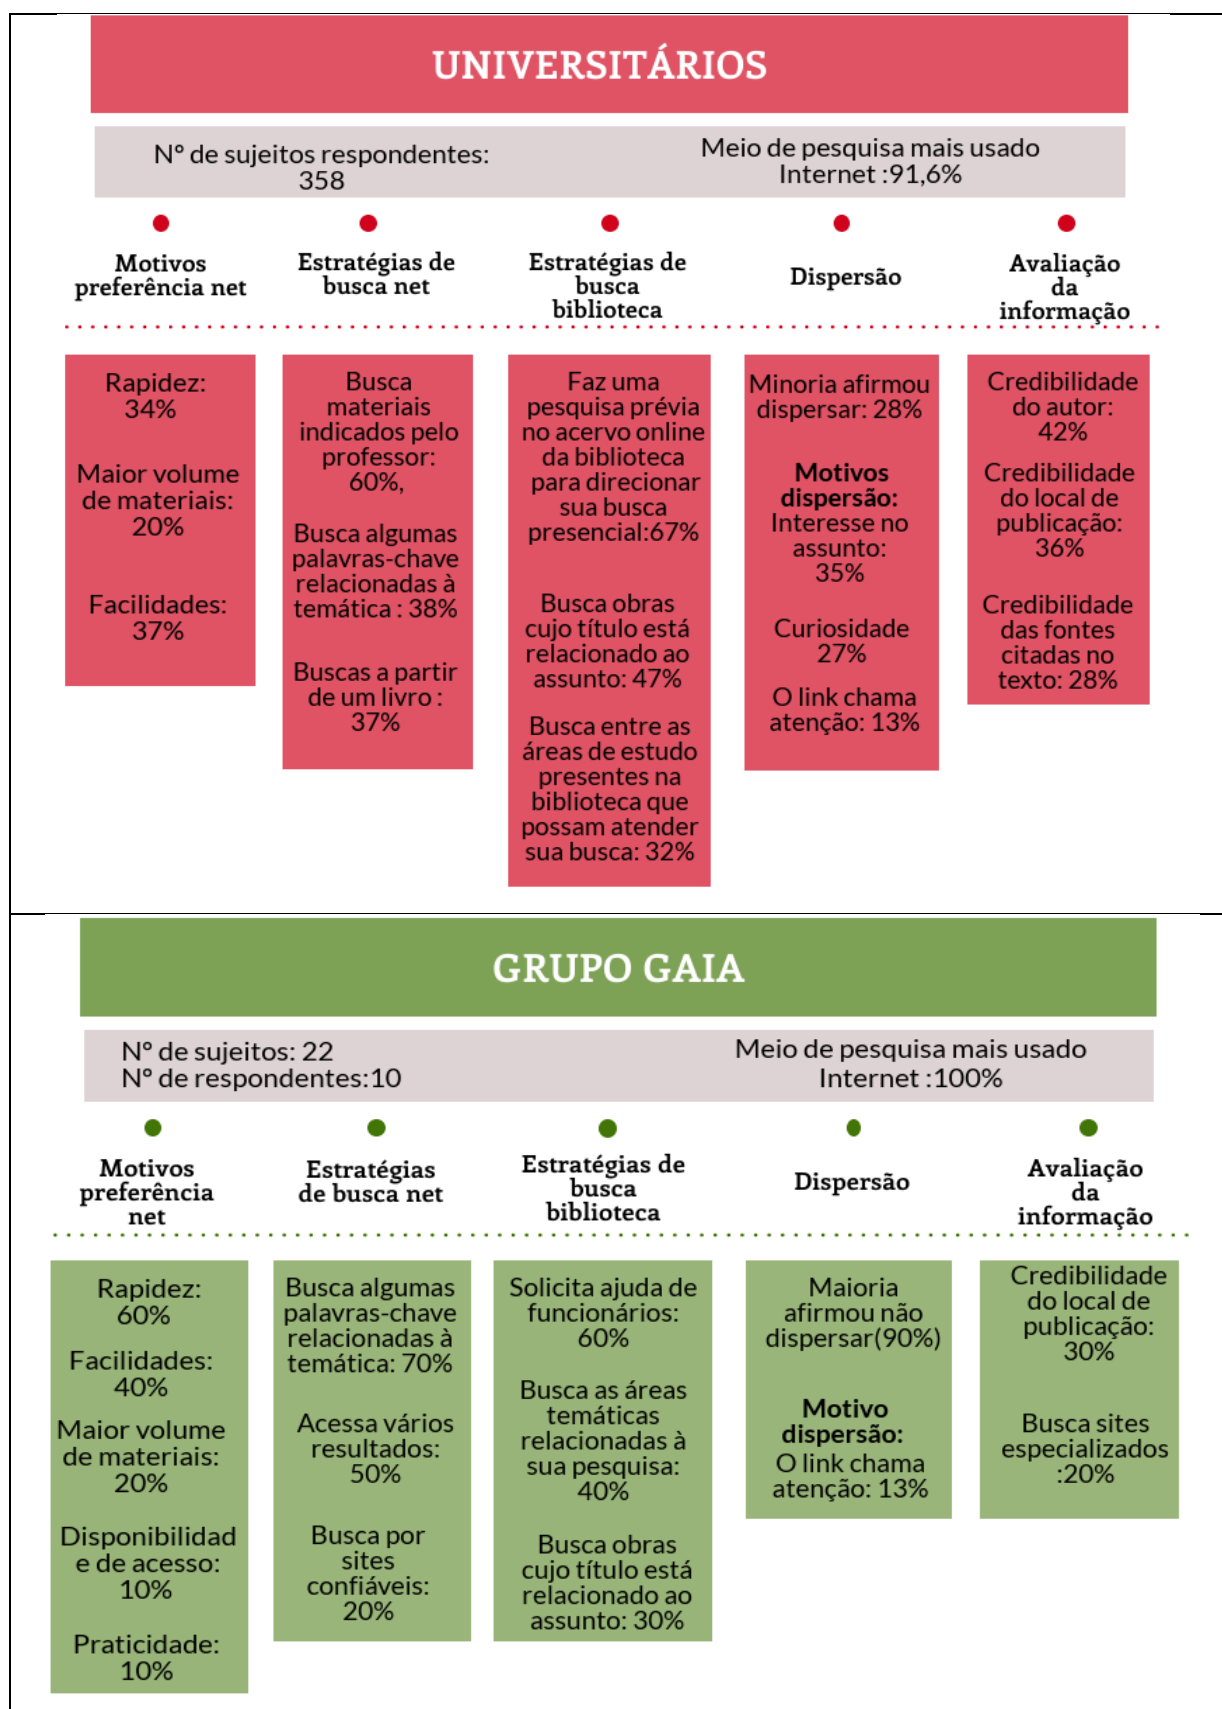 UNIVERSITÁRIOS
Nº de sujeitos respondentes:
358
Meio de pesquisa mais usado
Internet :91,6%
Motivos
preferência net
Estratégias de
busca net
Estratégias de
busca
biblioteca
Dispersão
Avaliação
da
informação
Rapidez:
34%
Maior volume
de materiais:
20%
Facilidades:
37%
Busca
materiais
indicados pelo
professor:
60%,
Busca algumas
palavras-chave
relacionadas à
temática : 38%
Buscas a partir
de um livro :
37%
Faz uma
pesquisa prévia
no acervo online
da biblioteca
para direcionar
sua busca
presencial:67%
Busca obras
cujo título está
relacionado ao
assunto: 47%
Busca entre as
áreas de estudo
presentes na
biblioteca que
possam atender
sua busca: 32%
Minoria afirmou
dispersar: 28%
Motivos
dispersão:
Interesse no
assunto:
35%
Curiosidade
27%
O link chama
atenção: 13%
Credibilidade
do autor:
42%
Credibilidade
do local de
publicação:
36%
Credibilidade
das fontes
citadas no
texto: 28%
GRUPO GAIA
Nº de sujeitos: 22
Nº de respondentes:10
Meio de pesquisa mais usado
Internet :100%
Motivos
preferência
net
Estratégias
de busca net
Estratégias de
busca
biblioteca
Dispersão
Avaliação
da
informação
Rapidez:
60%
Facilidades:
40%
Maior volume
de materiais:
20%
Disponibilidad
e de acesso:
10%
Praticidade:
10%
Busca algumas
palavras-chave
relacionadas à
temática: 70%
Acessa vários
resultados:
50%
Busca por
sites
confiáveis:
20%
Solicita ajuda de
funcionários:
60%
Busca as áreas
temáticas
relacionadas à
sua pesquisa:
40%
Busca obras
cujo título está
relacionado ao
assunto: 30%
Maioria
afirmou não
dispersar(90%)
Motivo
dispersão:
O link chama
atenção: 13%
Credibilidade
do local de
publicação:
30%
Busca sites
especializados
:20%